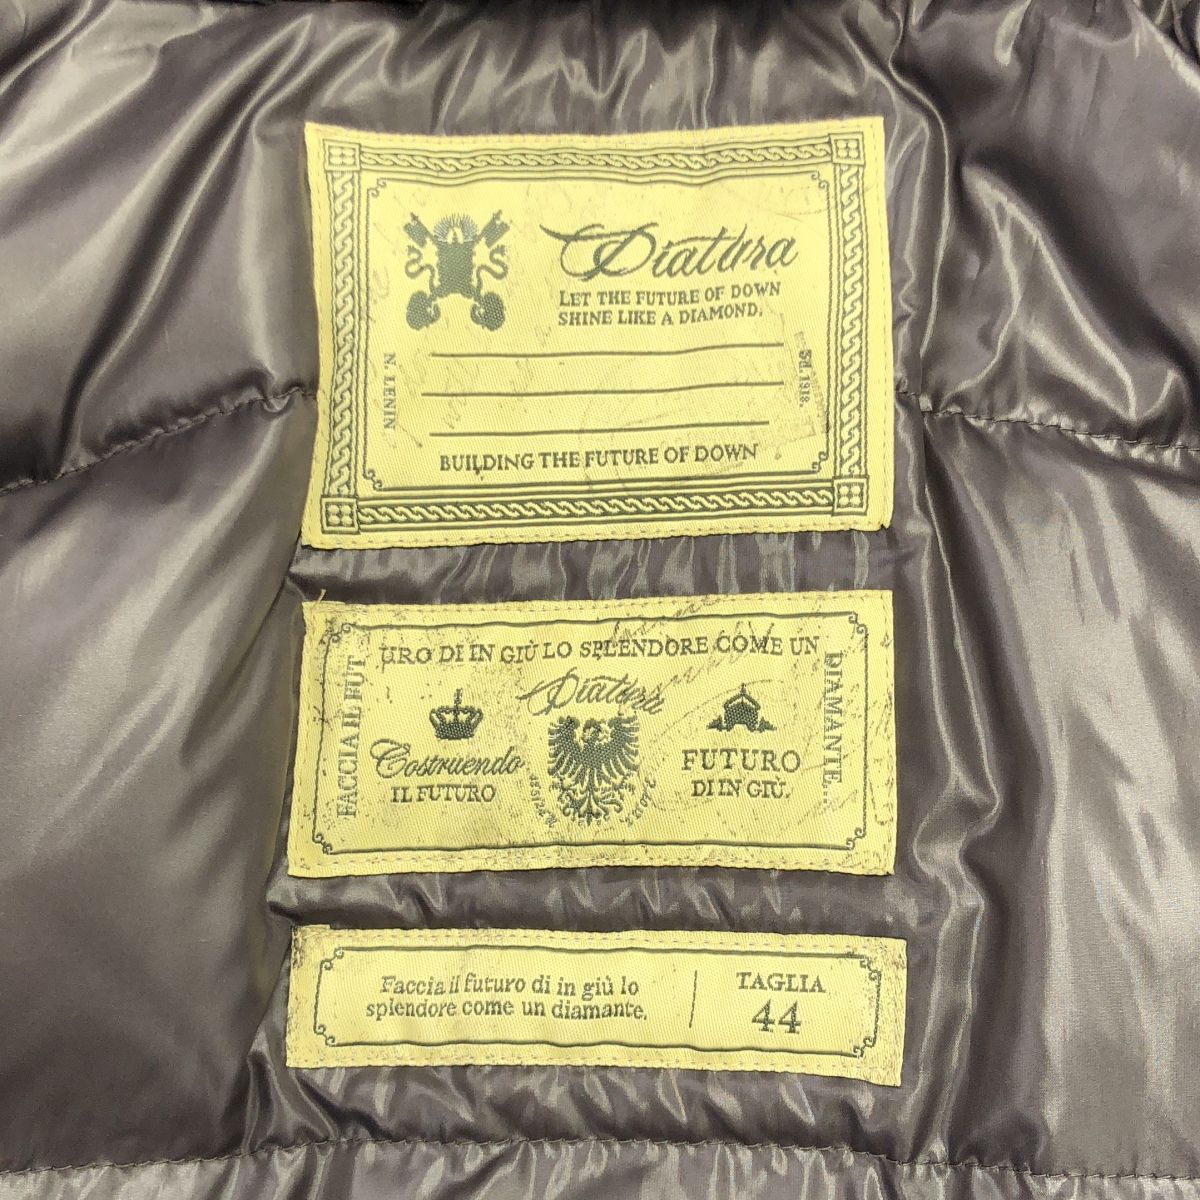 Diatura
LET THE FUTURE OF DOWN
SHINE LIKE A DIAMOND.
N. LENIN
Sd.1918.
BUILDING THE FUTURE OF DOWN
FACCIA IL FUT
URO DI IN GIÙ LO SPLENDORE COME UN
DIAMANTE...
Diatura
Costruendo
IL FUTURO
FUTURO
DI IN GIÙ.
Faccia il futuro di in giù lo
splendore come un diamante.
TAGLIA
44